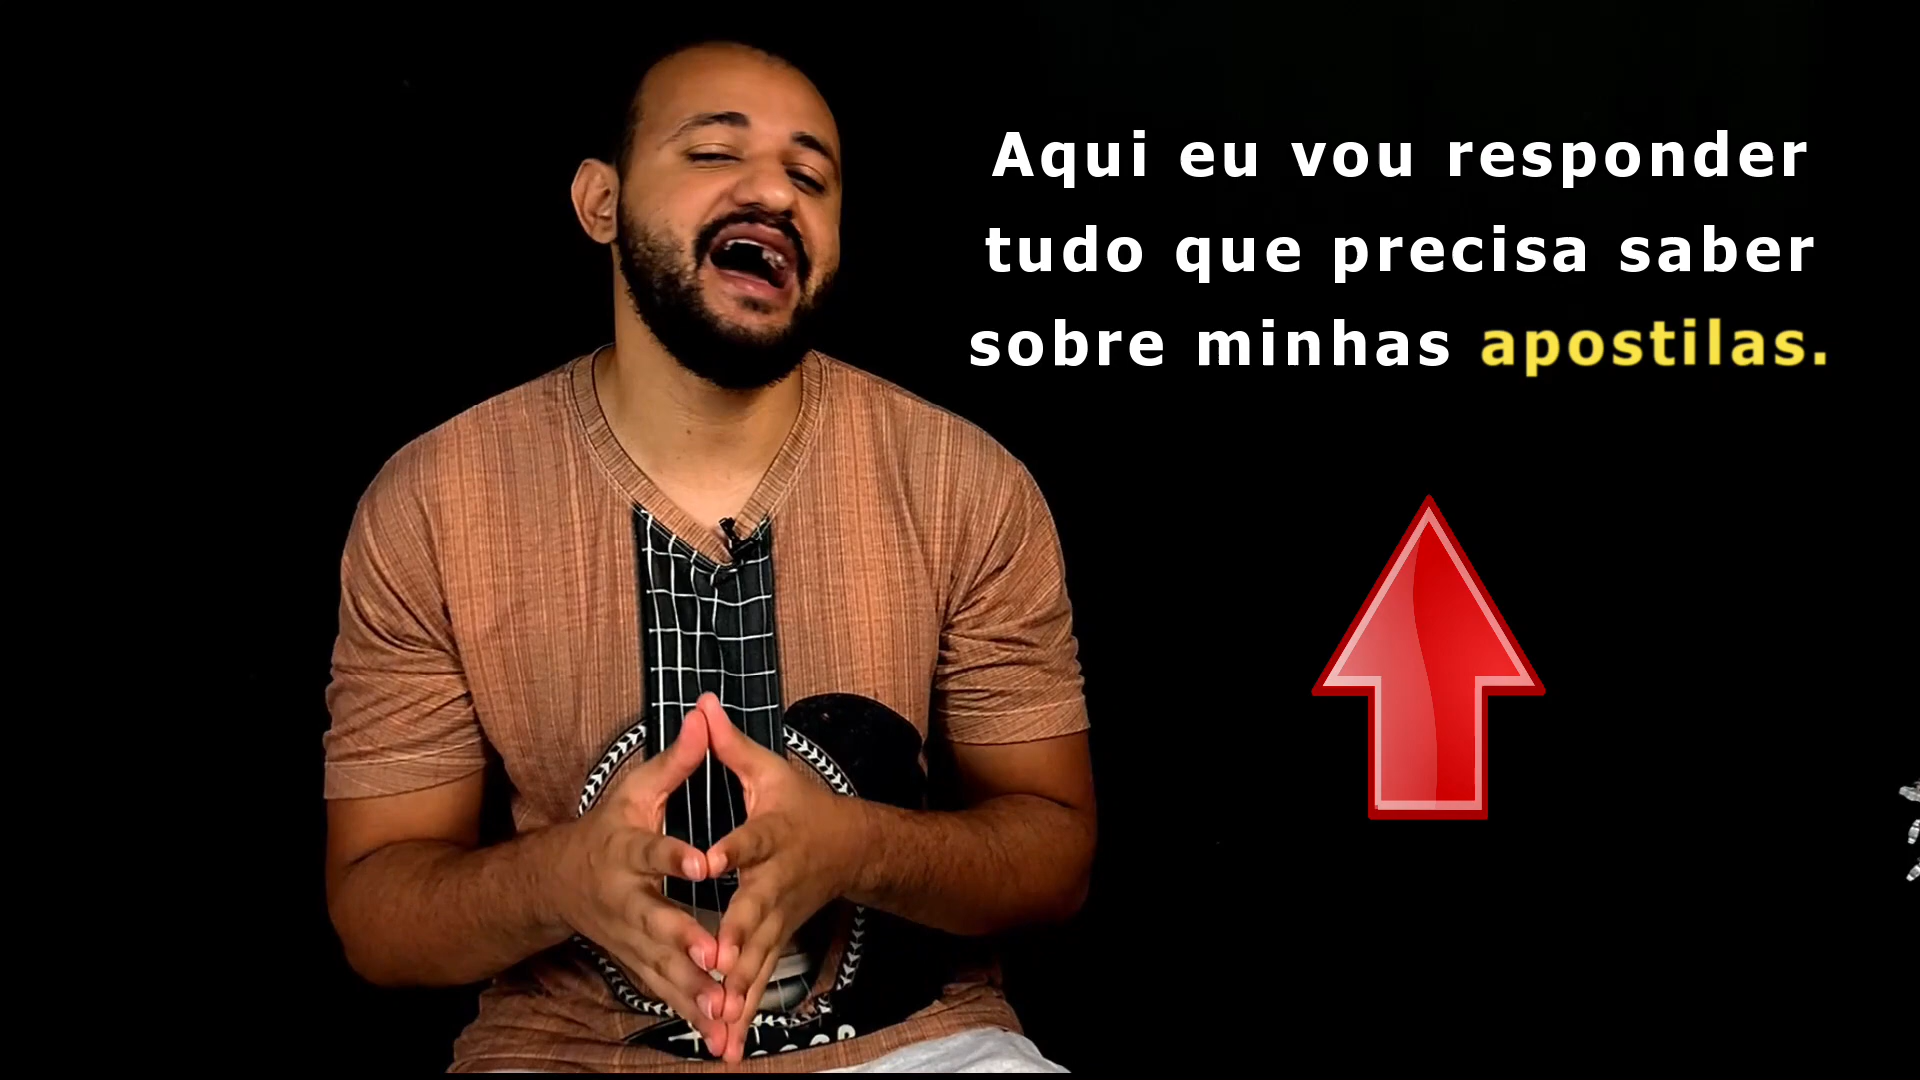 Aqui eu vou responder
tudo que precisa saber
sobre minhas apostilas.